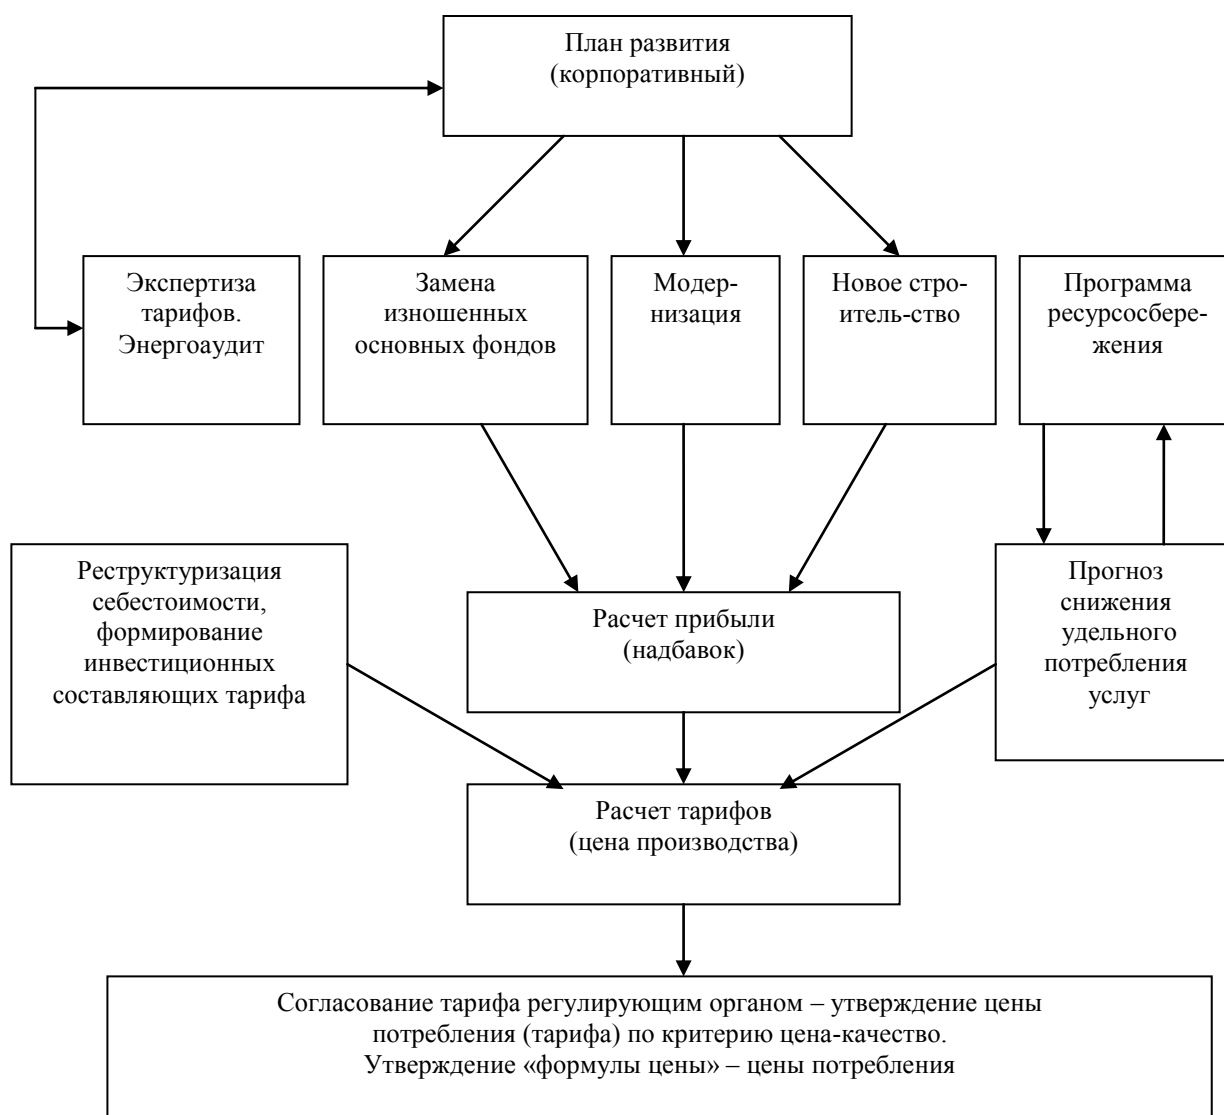 План развития
(корпоративный)
Экспертиза
тарифов.
Энергоаудит
Замена
изношенных
основных фондов
Модер-
низация
Новое стро-
итель-ство
Программа
ресурсосбере-
жения
Реструктуризация
себестоимости,
формирование
инвестиционных
составляющих тарифа
Расчет прибыли
(надбавок)
Прогноз
снижения
удельного
потребления
услуг
Расчет тарифов
(цена производства)
Согласование тарифа регулирующим органом – утверждение цены
потребления (тарифа) по критерию цена-качество.
Утверждение «формулы цены» – цены потребления